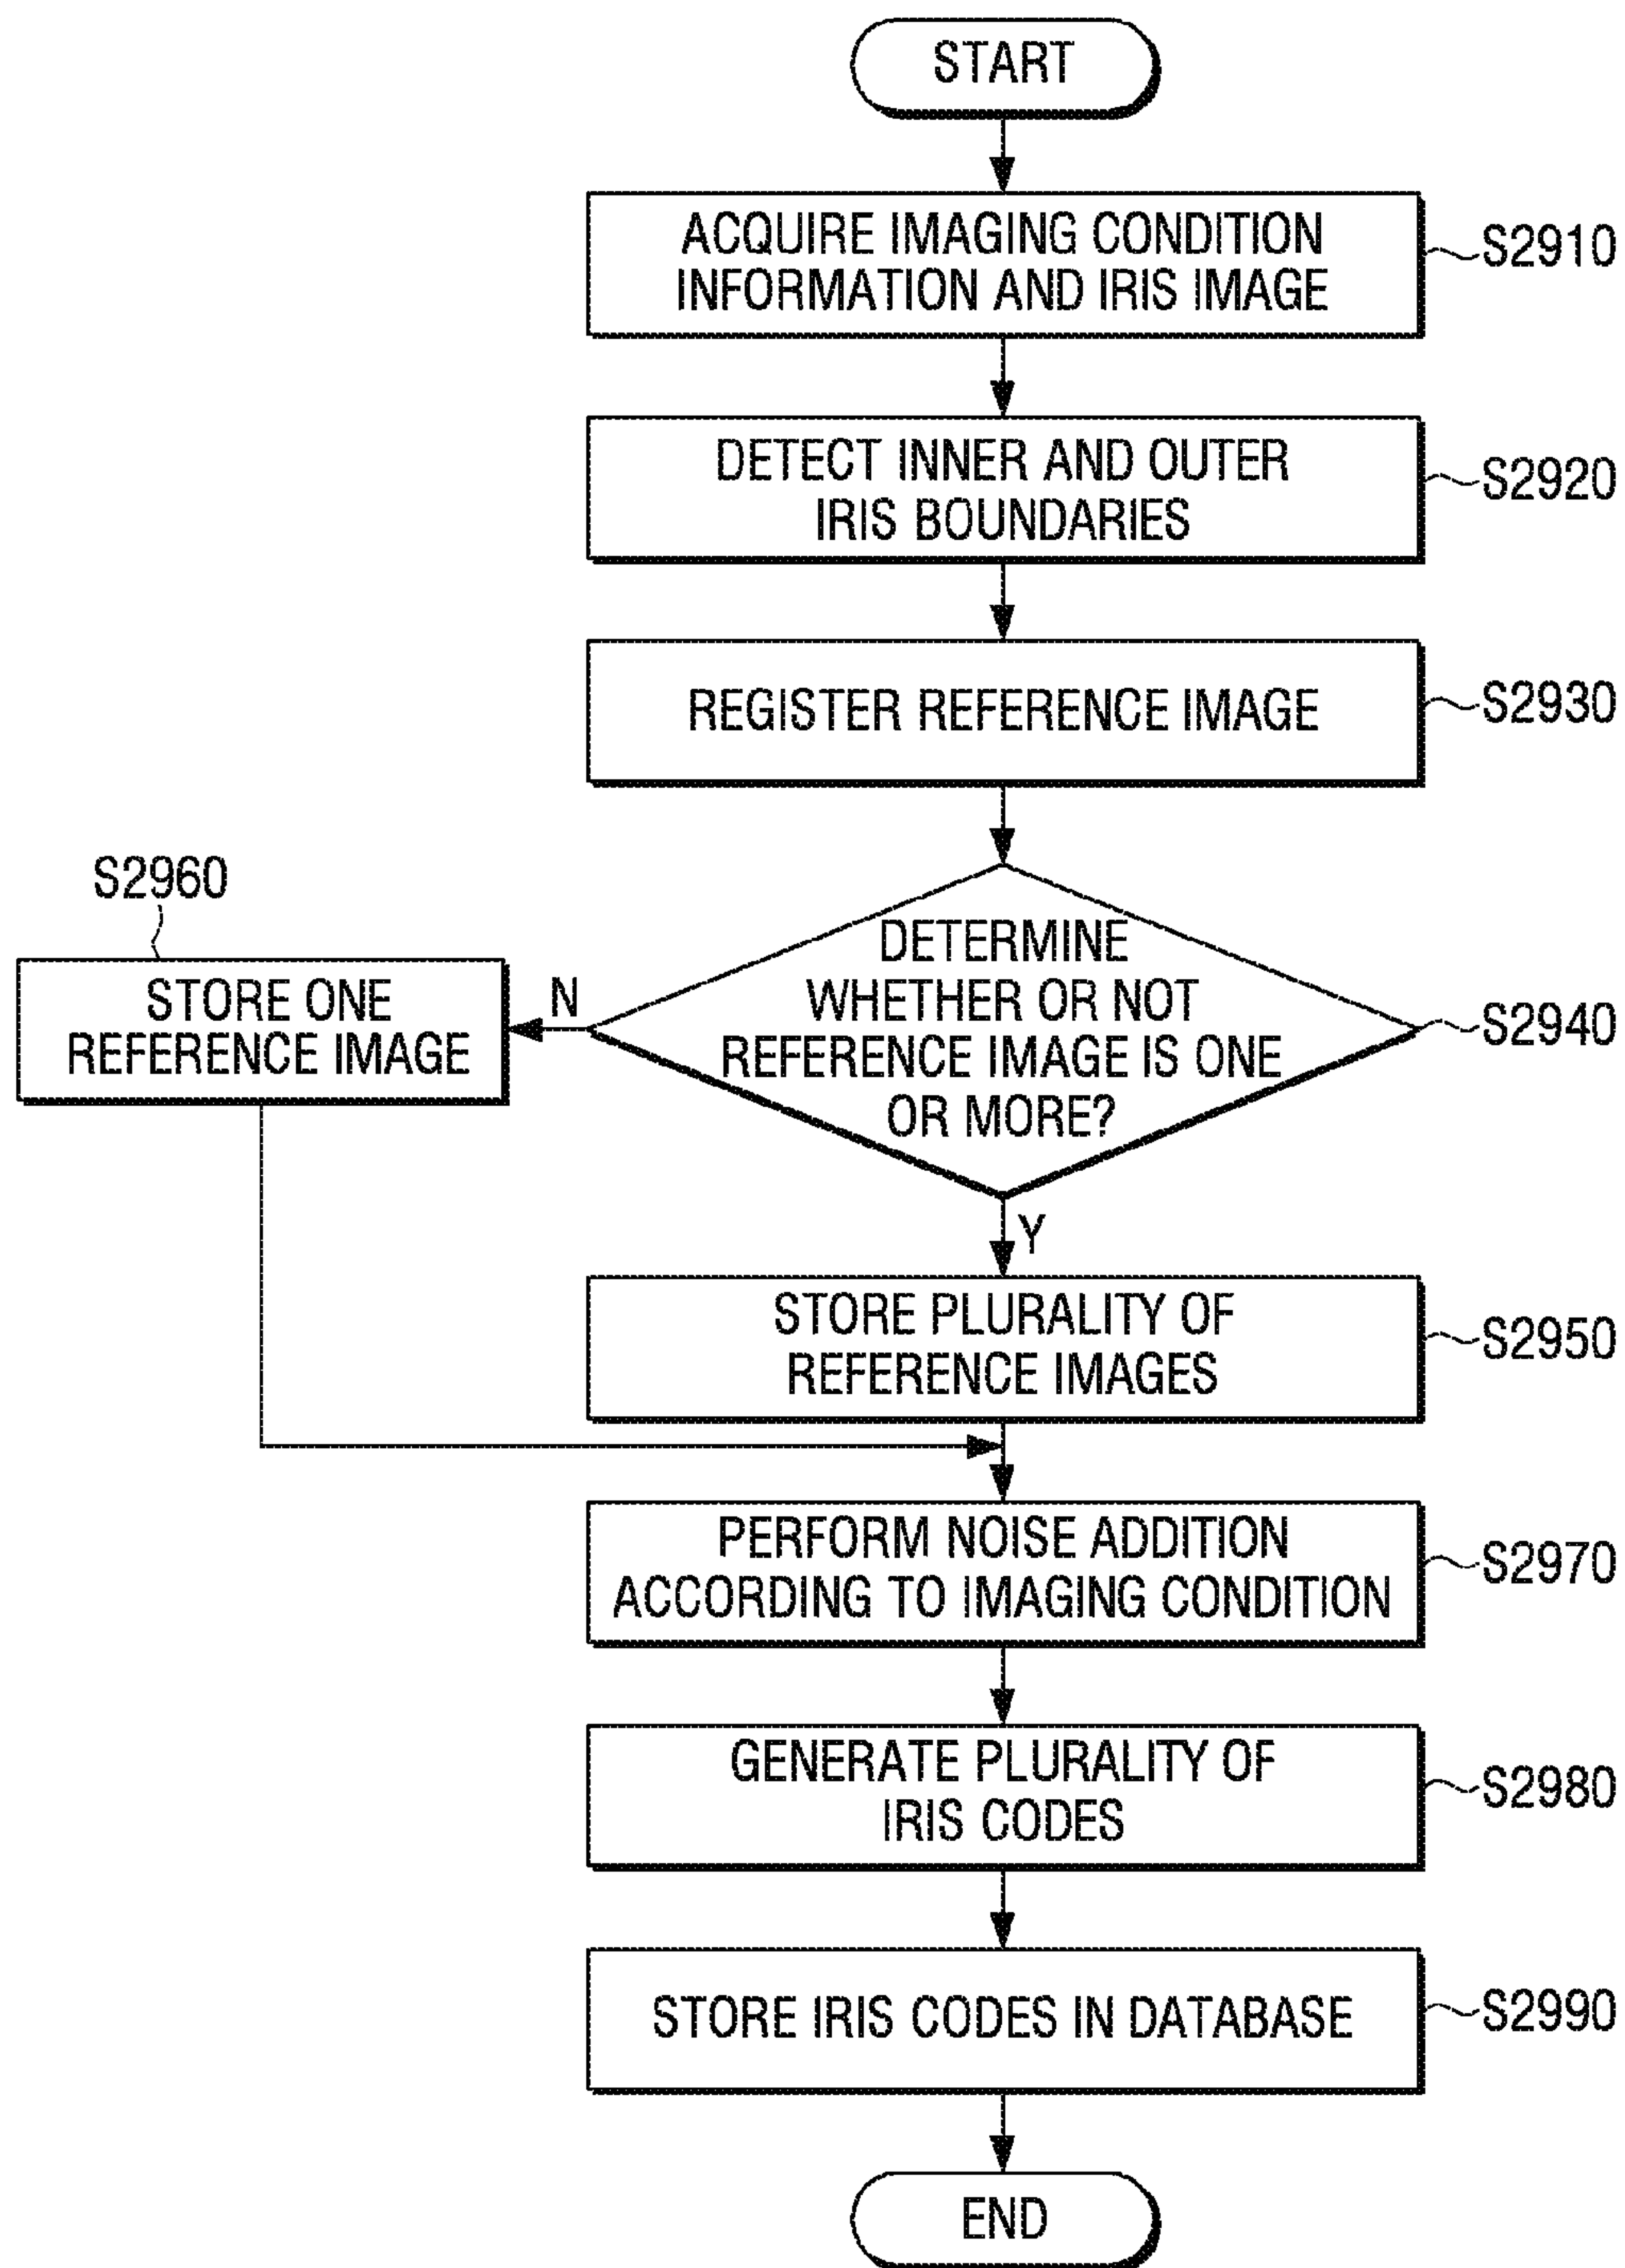 START
ACQUIRE IMAGING CONDITION
INFORMATION AND IRIS IMAGE
S2910
DETECT INNER AND OUTER
IRIS BOUNDARIES
S2920
REGISTER REFERENCE IMAGE
S2930
DETERMINE
WHETHER OR NOT
REFERENCE IMAGE IS ONE
OR MORE?
S2940
N
S2960
STORE ONE
REFERENCE IMAGE
Y
STORE PLURALITY OF
REFERENCE IMAGES
S2950
PERFORM NOISE ADDITION
ACCORDING TO IMAGING CONDITION
S2970
GENERATE PLURALITY OF
IRIS CODES
S2980
STORE IRIS CODES IN DATABASE
S2990
END